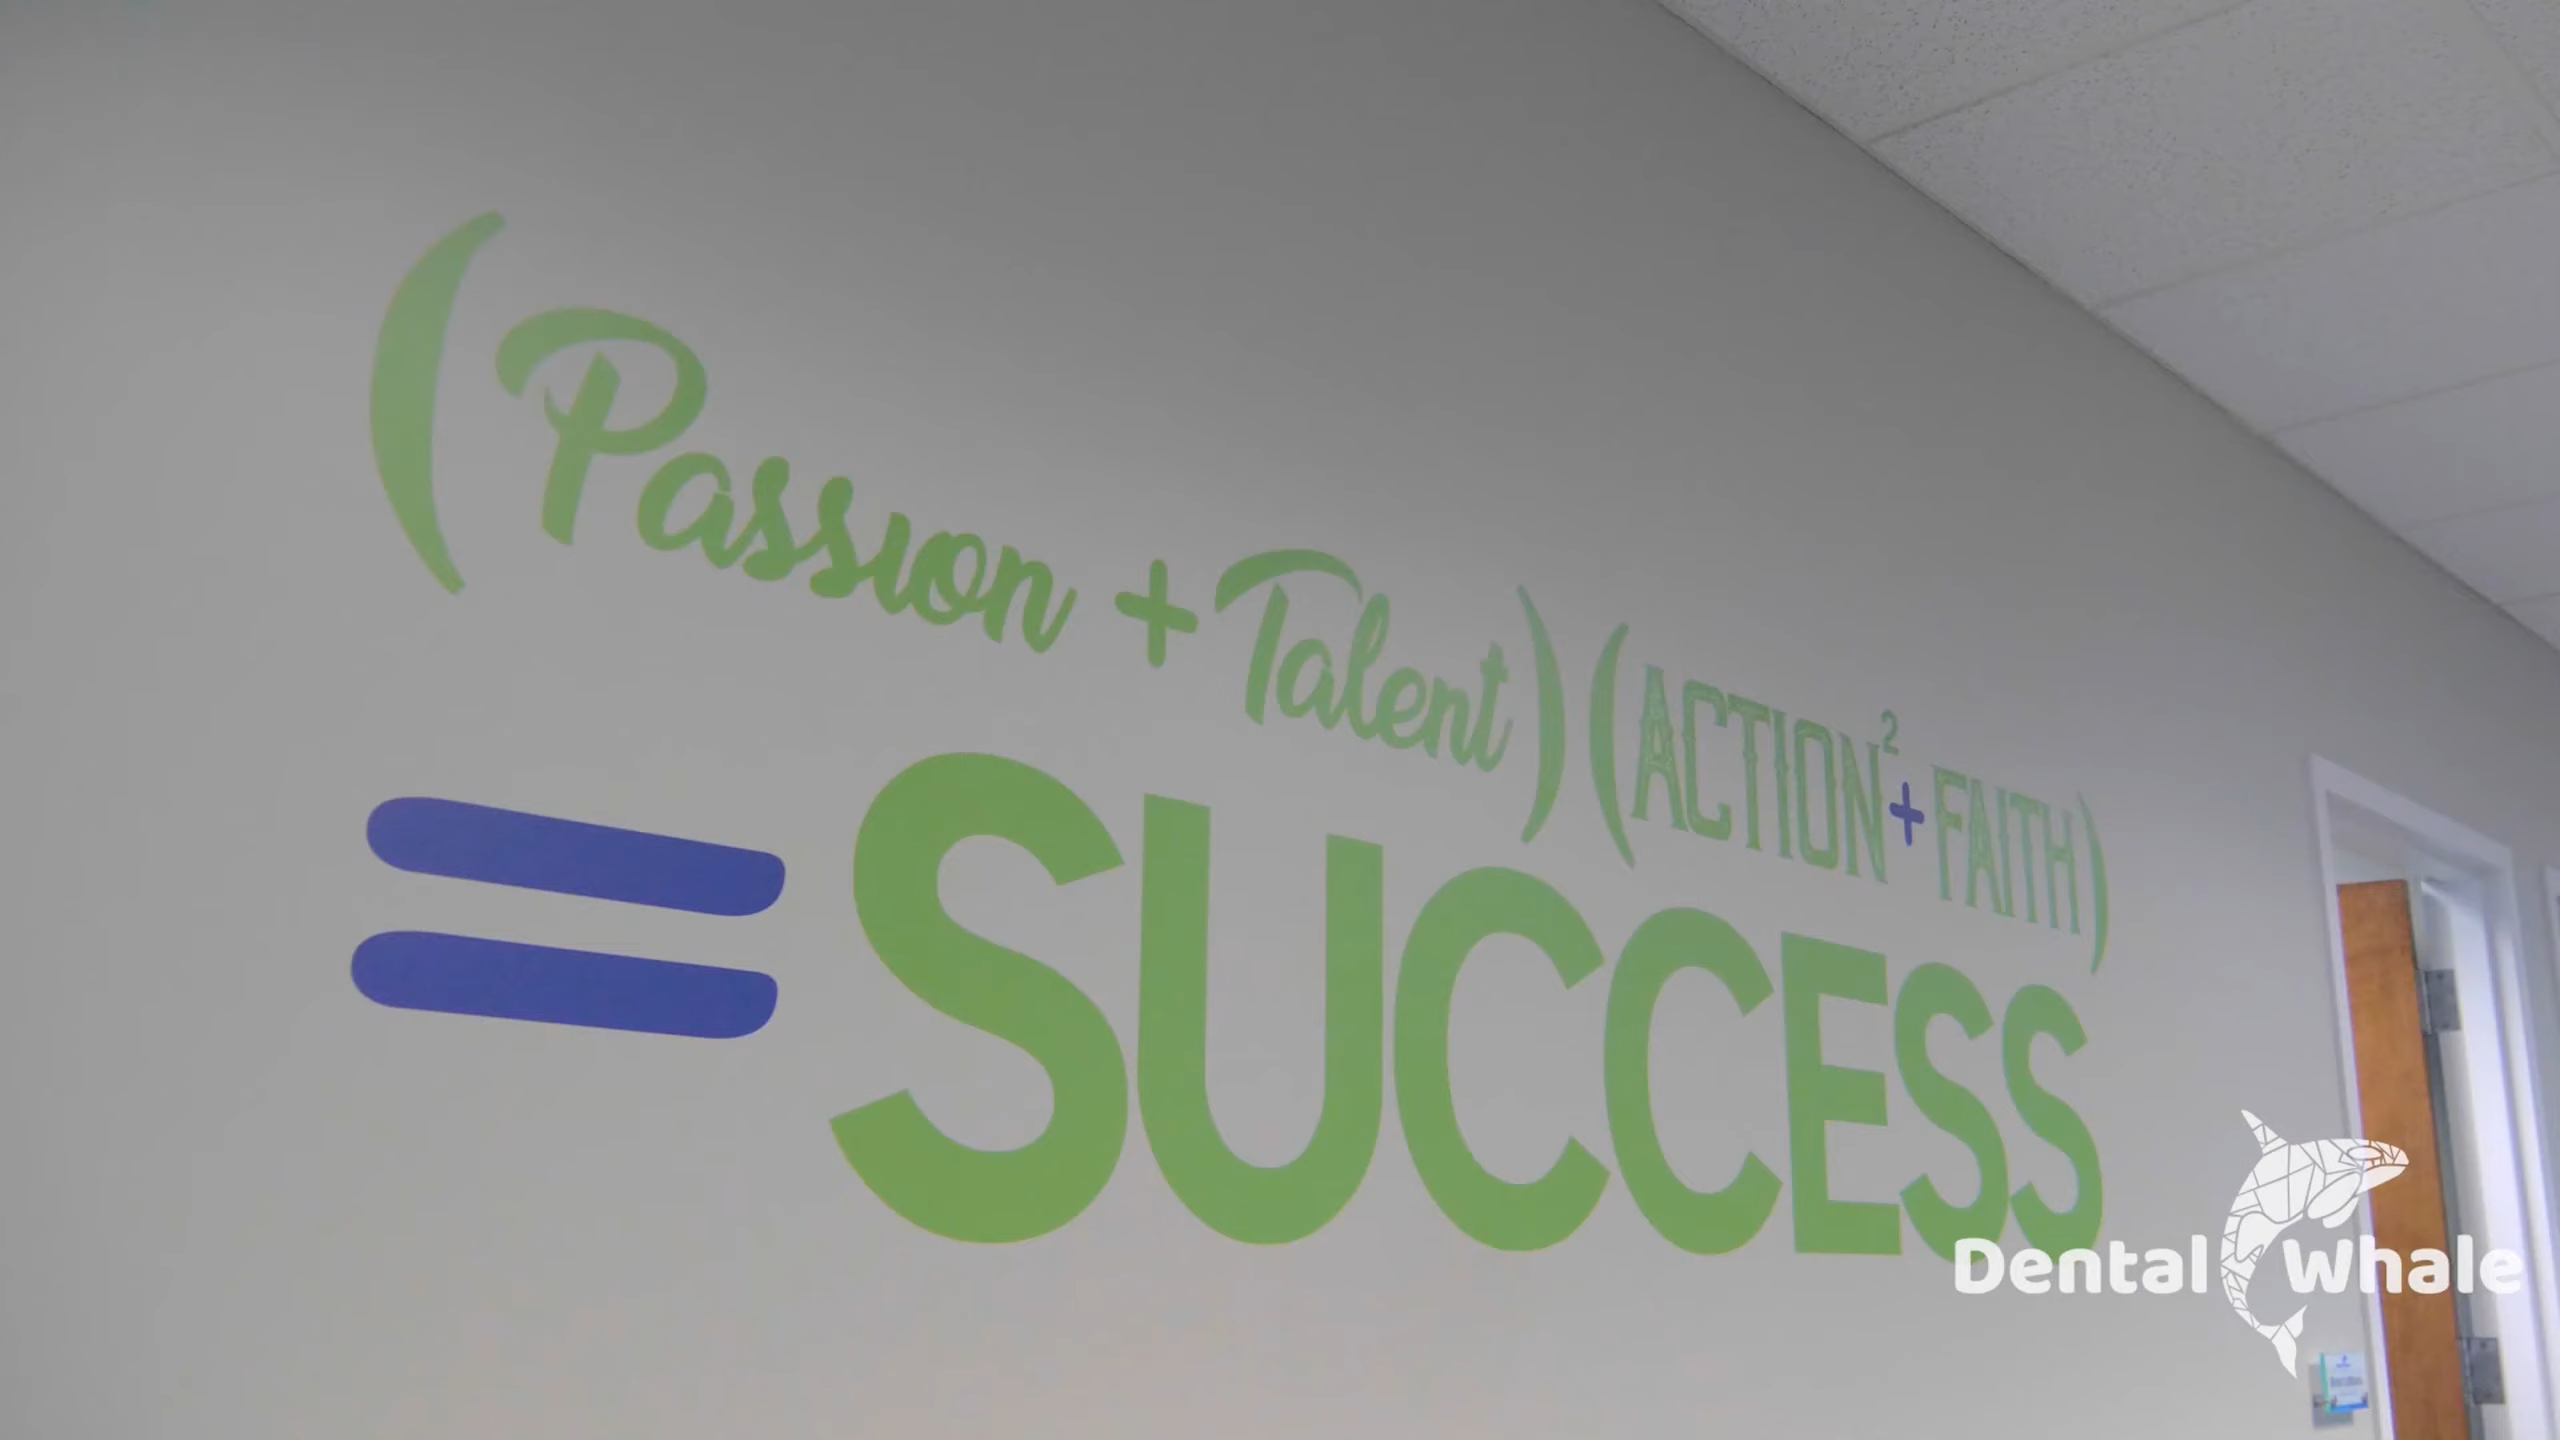 (Passion + Talent) (ACTION² + FAITH)
= SUCCESS
Dental Whale